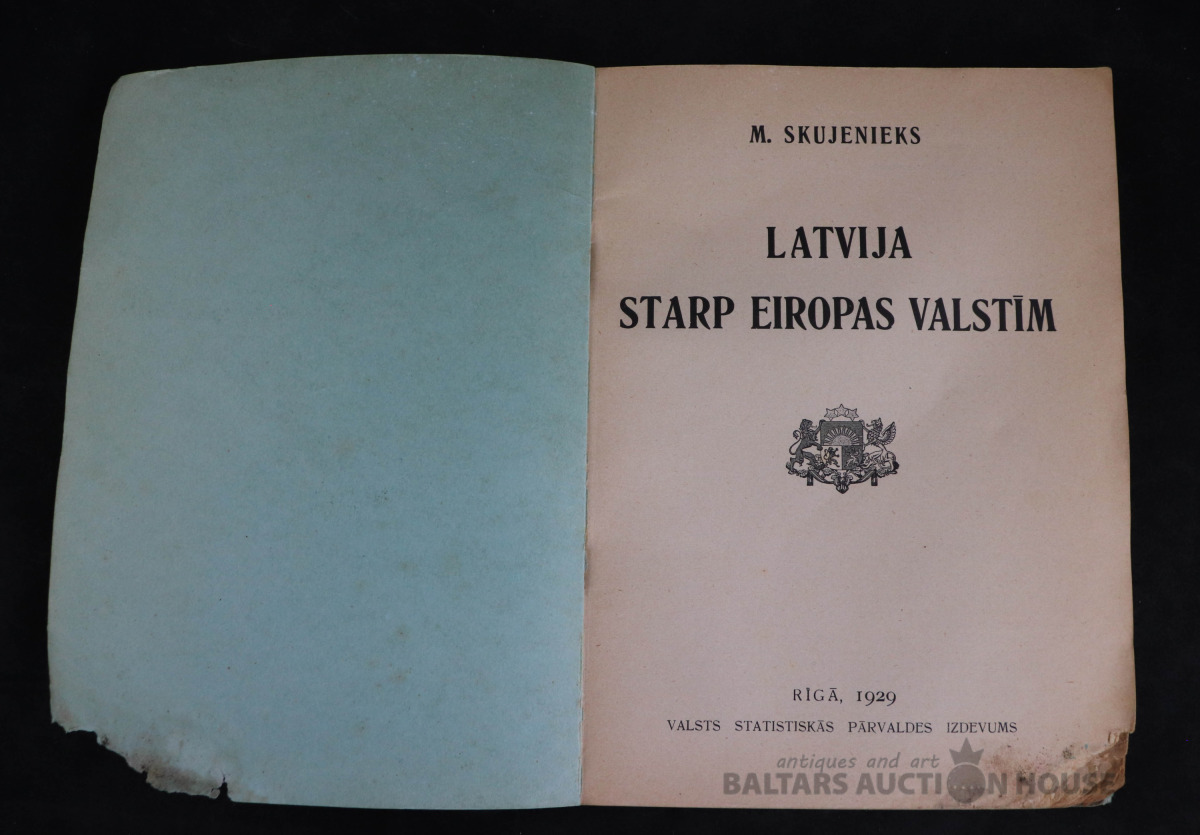 M. SKUJENIEKS
LATVIJA
STARP EIROPAS VALSTĪM
RĪGĀ, 1929
VALSTS STATISTISKĀS PĀRVALDES IZDEVUMS
antiques and art
BALTARS AUCTION HOUSE